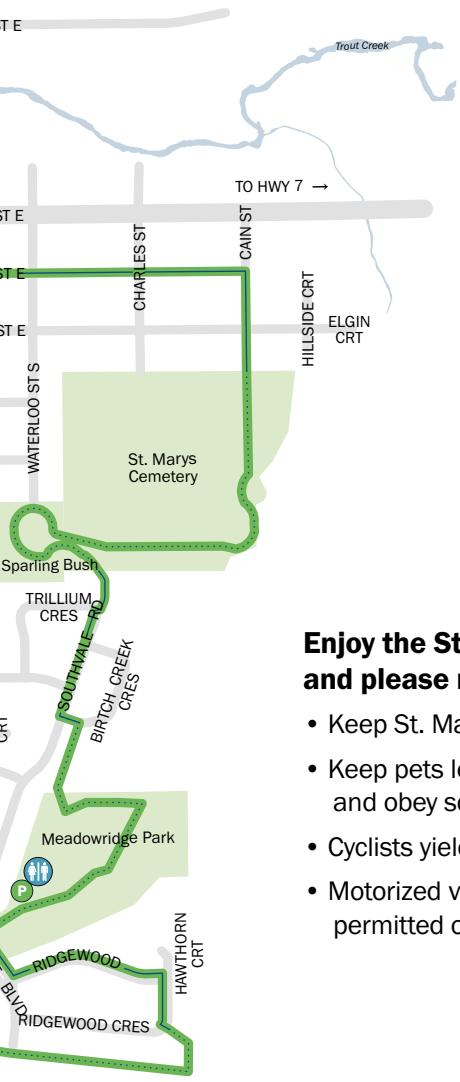 ST E
Trout Creek
TO HWY 7 →
ST E
CAIN ST
CHARLES ST
ST E
HILLSIDE CRT
ST E
ELGIN
CRT
WATERLOO ST S
St. Marys
Cemetery
Sparling Bush
TRILLIUM
CRES
SOUTHVALE RD
BIRTCH CREEK
CRES
CRT
Enjoy the St
and please
• Keep St. Ma
• Keep pets le
and obey s
• Cyclists yiel
• Motorized v
permitted
Meadowridge Park
P
HAWTHORN
CRT
RIDGEWOOD
BLVD
RIDGEWOOD CRES